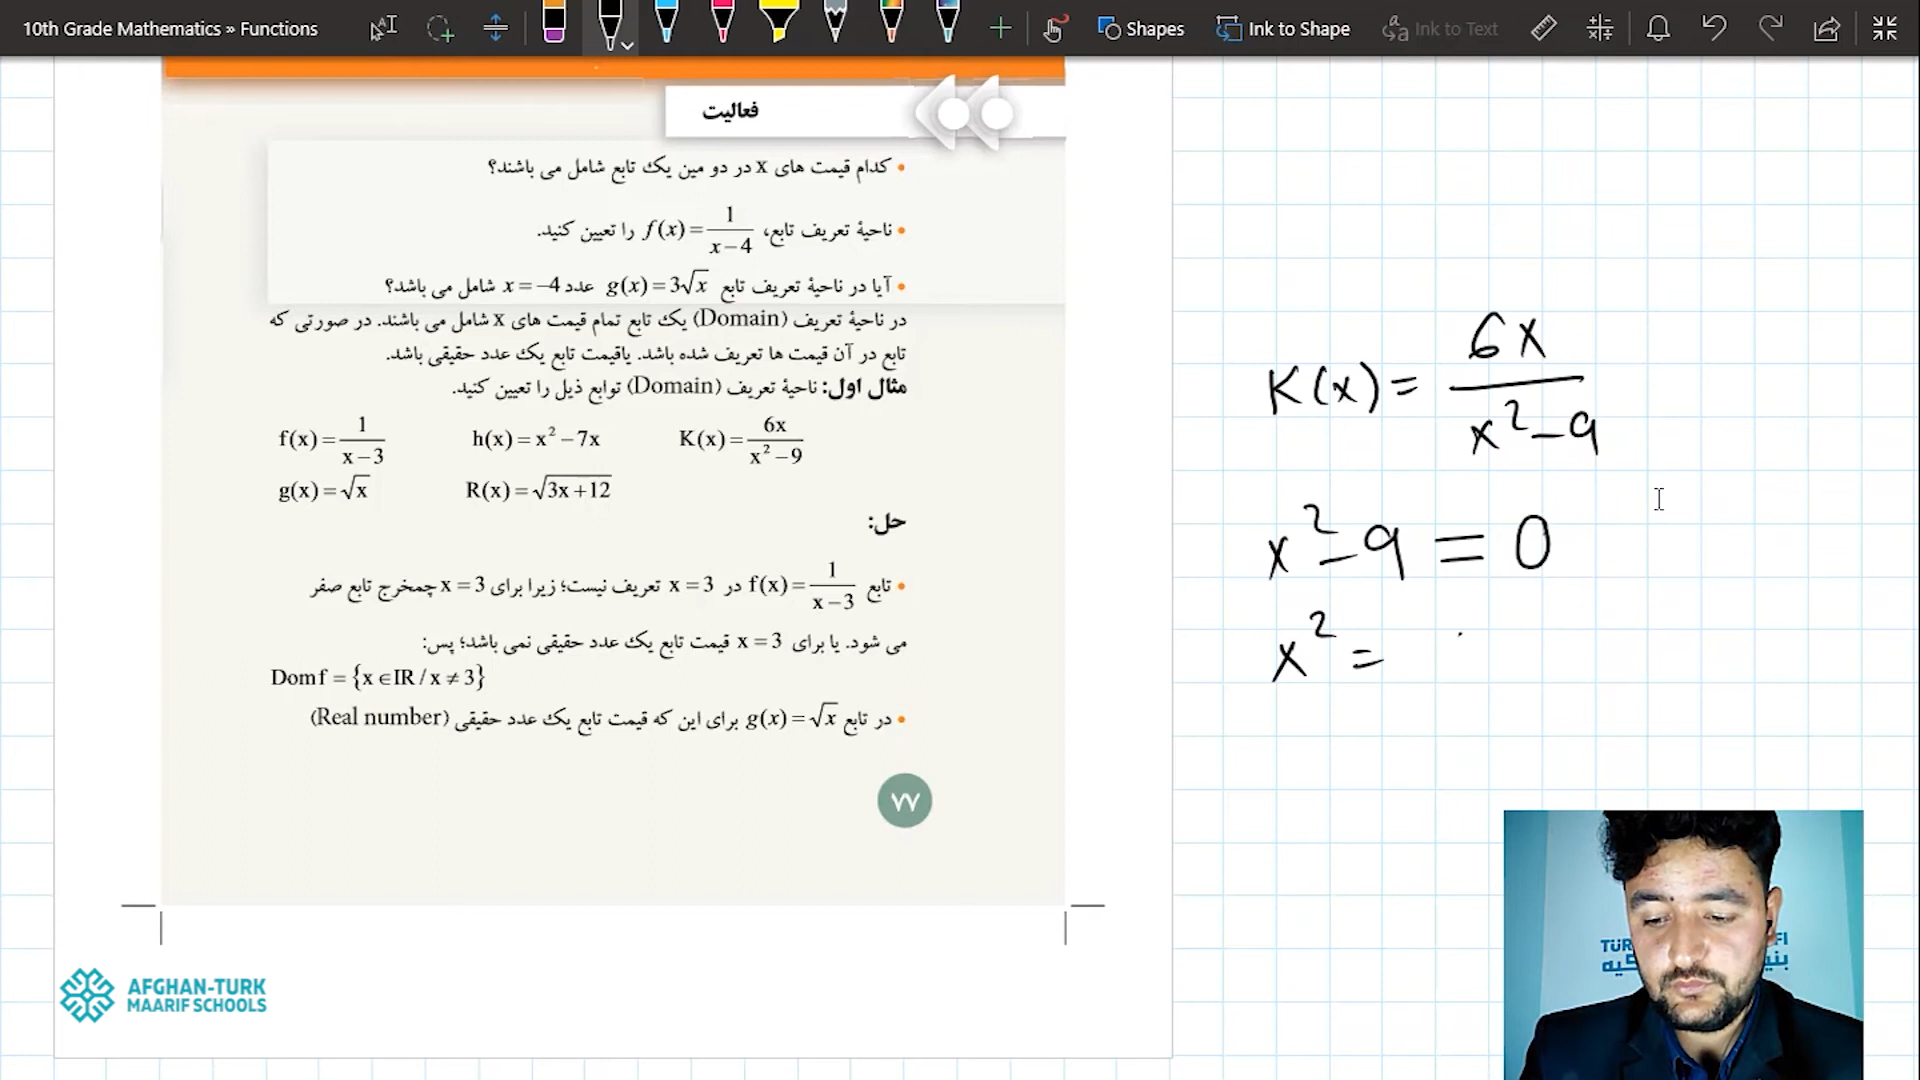 10th Grade Mathematics » Functions
Shapes
Ink to Shape
Ink to Text
فعالیت
• کدام قیمت های x در دو مین یک تابع شامل می باشند؟
• ناحیۀ تعریف تابع، f(x) = 1/(x−4) را تعیین کنید.
• آیا در ناحیۀ تعریف تابع g(x) = 3√x عدد x = −4 شامل می باشد؟
در ناحیۀ تعریف (Domain) یک تابع تمام قیمت های x شامل می باشند. در صورتی که
تابع در آن قیمت ها تعریف شده باشد. یاقیمت تابع یک عدد حقیقی باشد.
مثال اول: ناحیۀ تعریف (Domain) توابع ذیل را تعیین کنید.
f(x) = 1/(x−3) h(x) = x² − 7x K(x) = 6x/(x² − 9)
g(x) = √x R(x) = √(3x+12)
حل:
• تابع f(x) = 1/(x−3) در x = 3 تعریف نیست؛ زیرا برای x = 3 چمخرج تابع صفر
می شود. یا برای x = 3 قیمت تابع یک عدد حقیقی نمی باشد؛ پس:
Dom f = {x ∈ IR / x ≠ 3}
• در تابع g(x) = √x برای این که قیمت تابع یک عدد حقیقی (Real number)
۷۷
K(x) = 6x/(x²−9)
x²−9 = 0
x² =
AFGHAN-TURK
MAARIF SCHOOLS